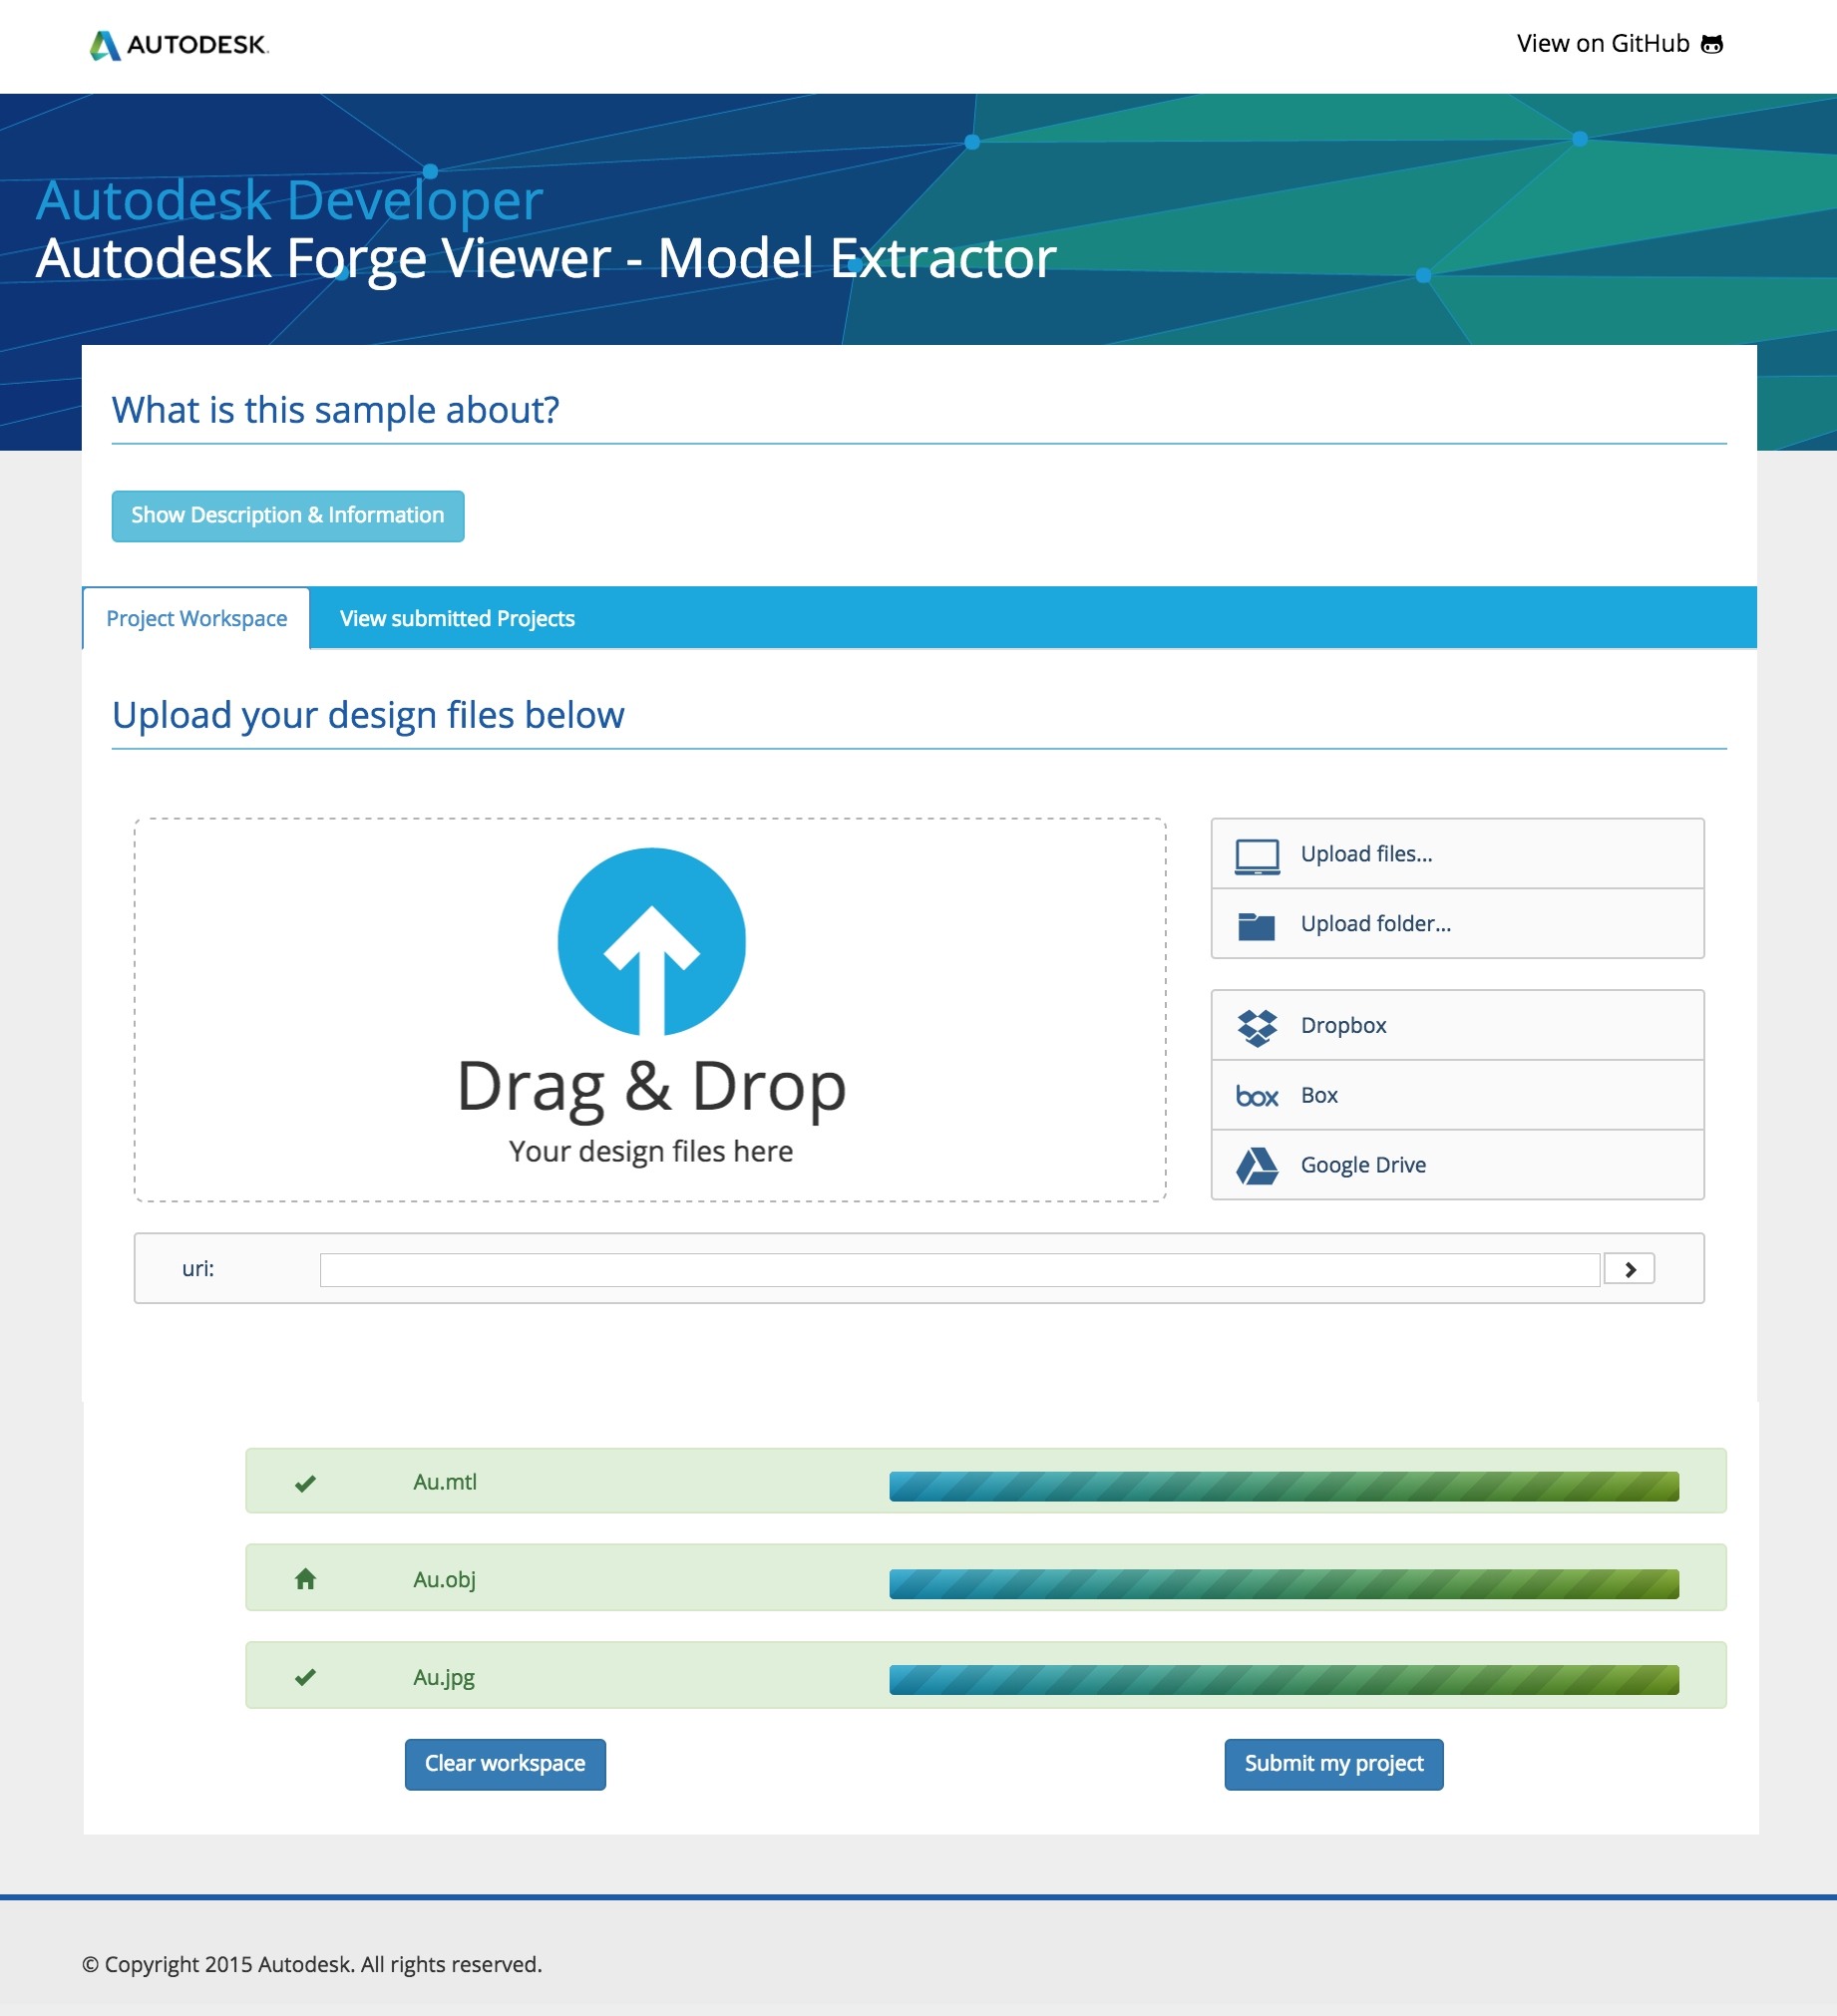 AUTODESK.
View on GitHub
Autodesk Developer
Autodesk Forge Viewer - Model Extractor
What is this sample about?
Show Description & Information
Project Workspace
View submitted Projects
Upload your design files below
Drag & Drop
Your design files here
Upload files...
Upload folder...
Dropbox
box Box
Google Drive
uri:
Au.mtl
Au.obj
Au.jpg
Clear workspace
Submit my project
© Copyright 2015 Autodesk. All rights reserved.